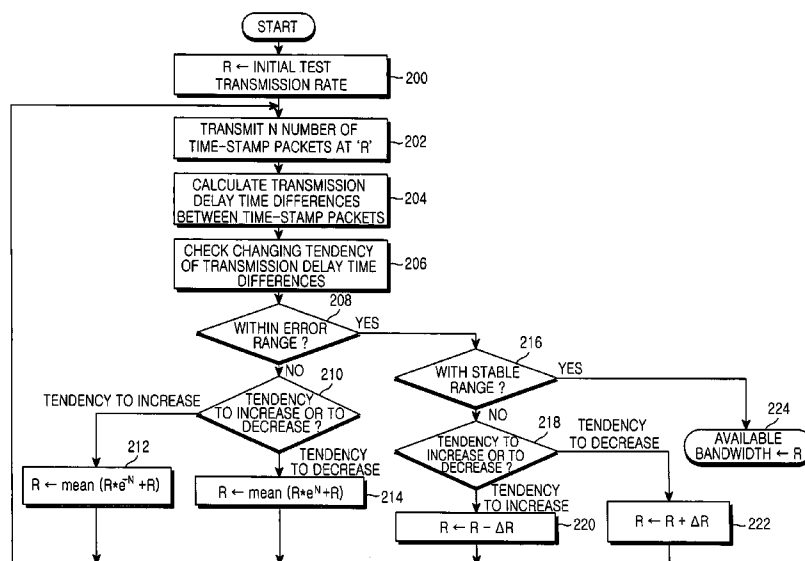 START
R ← INITIAL TEST
TRANSMISSION RATE
200
TRANSMIT N NUMBER OF
TIME-STAMP PACKETS AT 'R'
202
CALCULATE TRANSMISSION
DELAY TIME DIFFERENCES
BETWEEN TIME-STAMP PACKETS
204
CHECK CHANGING TENDENCY
OF TRANSMISSION DELAY TIME
DIFFERENCES
206
208
WITHIN ERROR
RANGE ?
YES
NO
216
WITH STABLE
RANGE ?
YES
NO
210
TENDENCY
TO INCREASE OR TO
DECREASE ?
TENDENCY TO INCREASE
TENDENCY
TO DECREASE
218
TENDENCY TO
INCREASE OR TO
DECREASE ?
TENDENCY
TO DECREASE
TENDENCY
TO INCREASE
224
AVAILABLE
BANDWIDTH ← R
212
R ← mean (R*e^-N +R)
R ← mean (R*e^N +R)
214
R ← R − ΔR
220
R ← R + ΔR
222